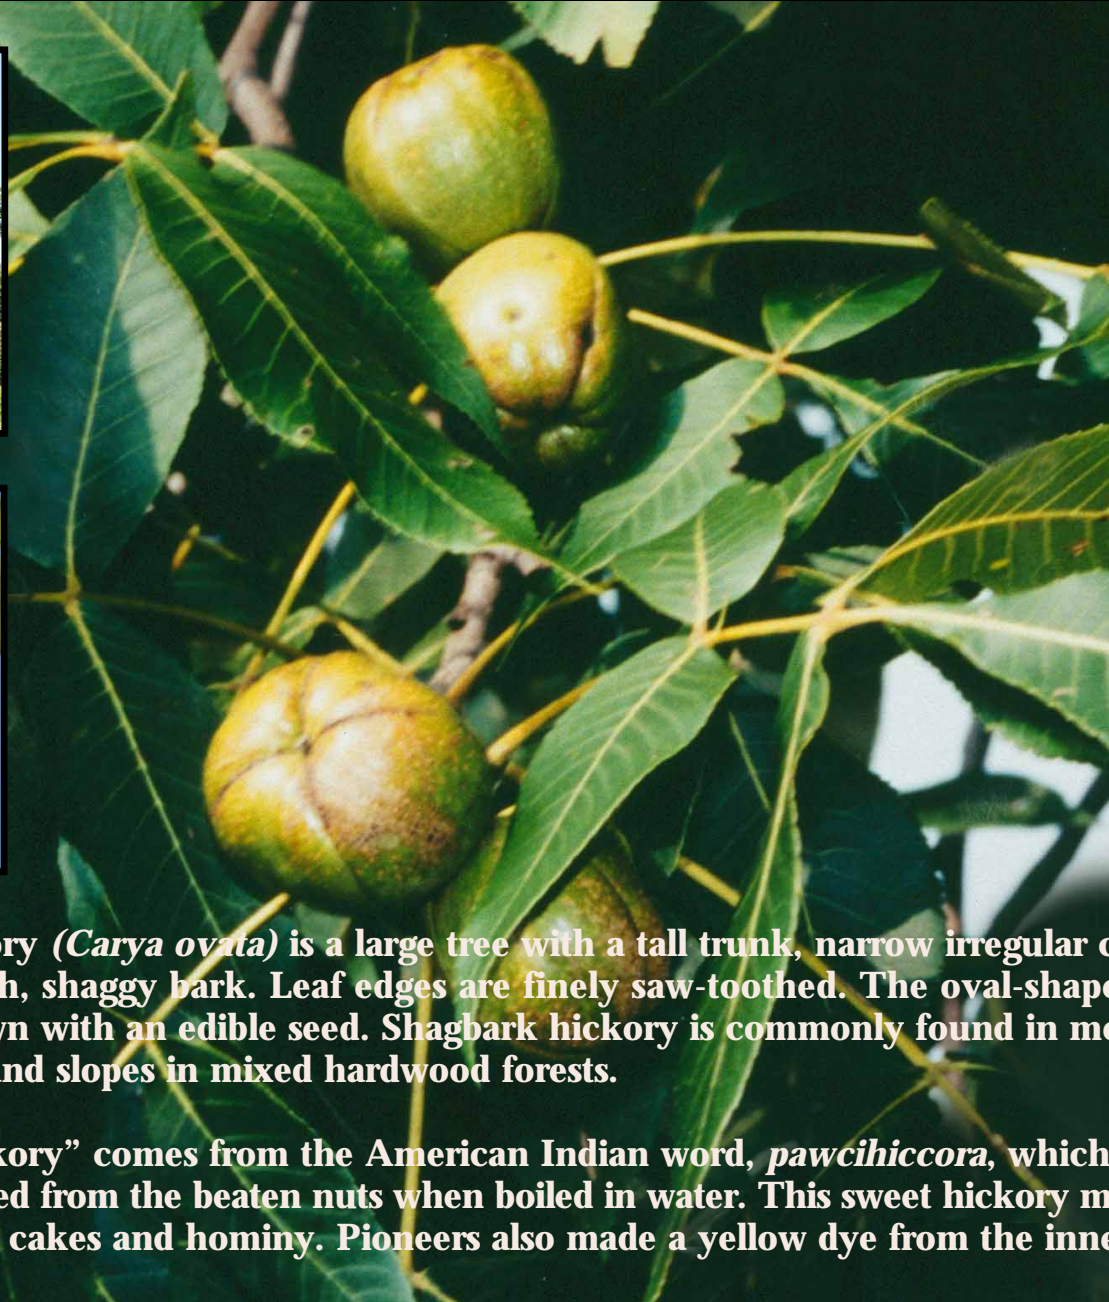 ory (Carya ovata) is a large tree with a tall trunk, narrow irregular c
h, shaggy bark. Leaf edges are finely saw-toothed. The oval-shape
wn with an edible seed. Shagbark hickory is commonly found in mo
and slopes in mixed hardwood forests.
kory” comes from the American Indian word, pawcihiccora, which
ed from the beaten nuts when boiled in water. This sweet hickory m
cakes and hominy. Pioneers also made a yellow dye from the inne